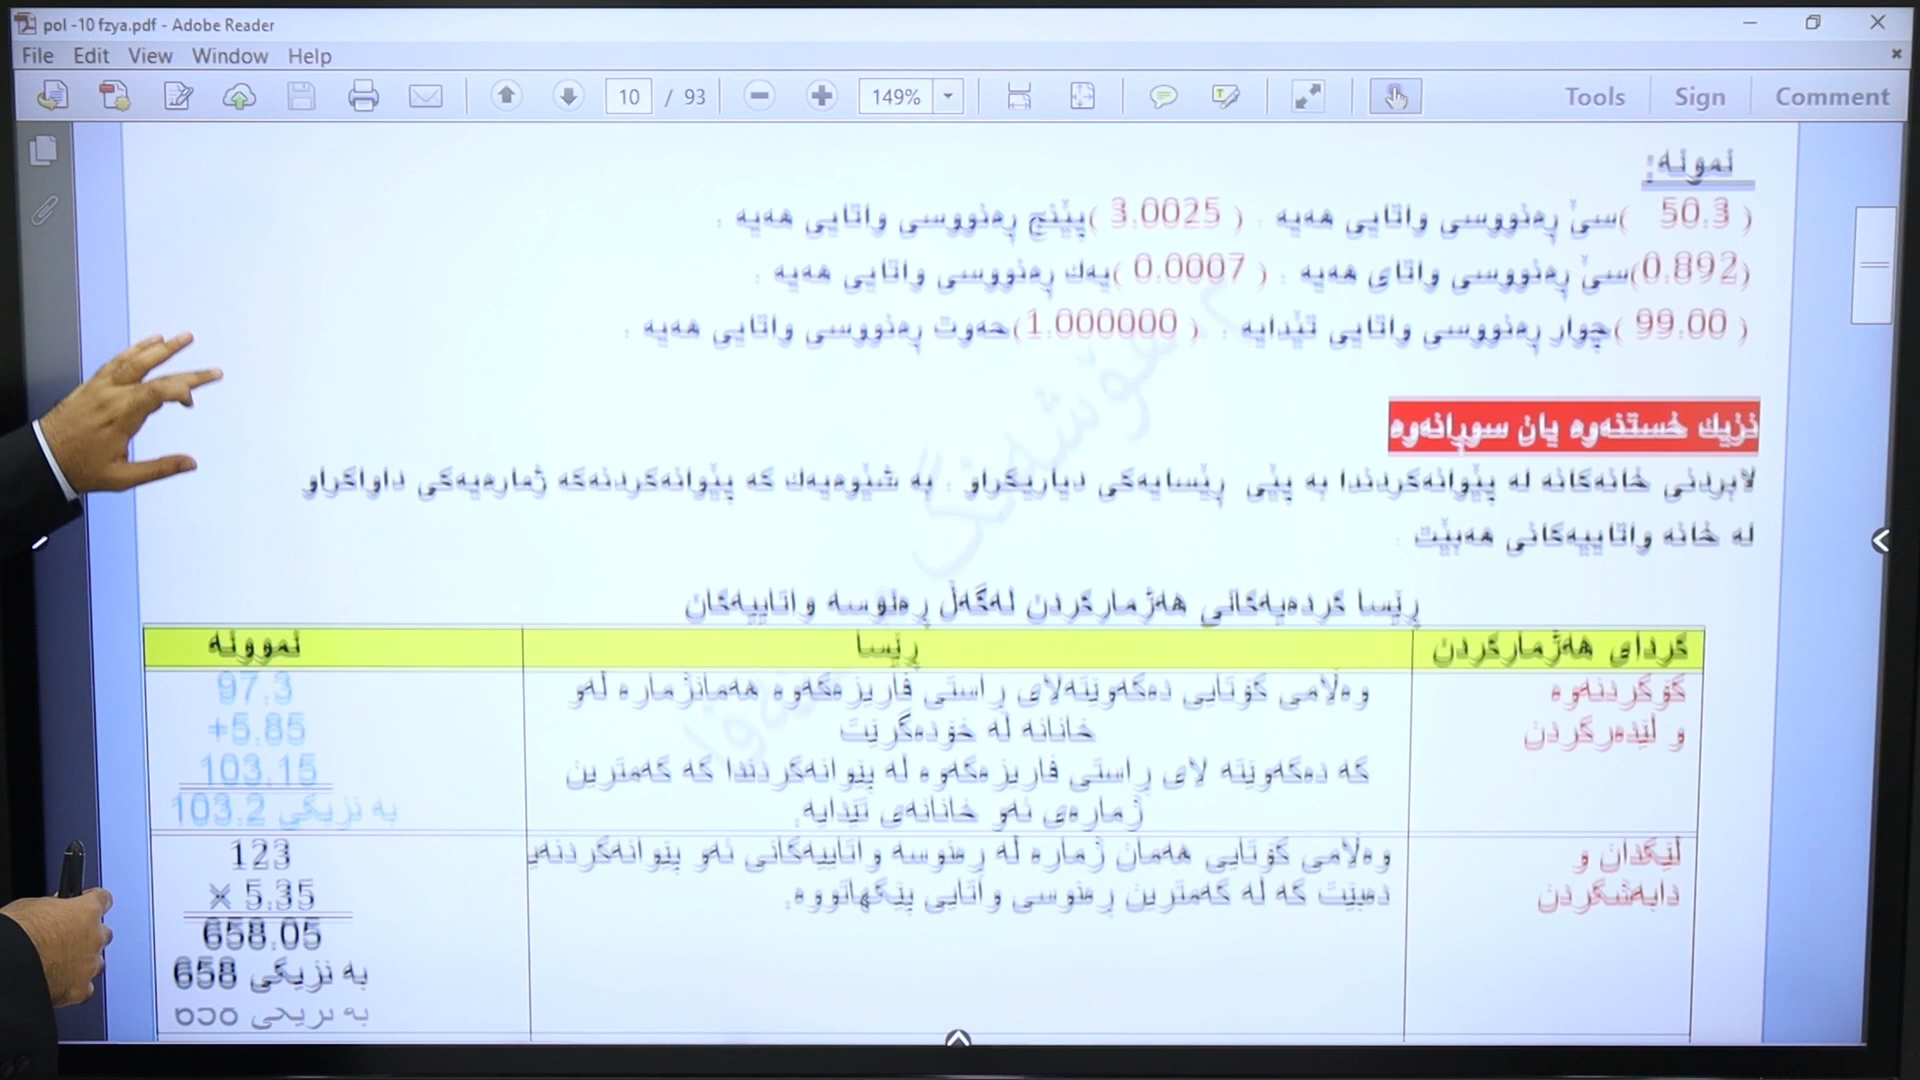 pol -10 fzya.pdf - Adobe Reader
File Edit View Window Help
10 / 93 149% Tools Sign Comment
نمونە:
( 50.3 )سێ ڕەنووسی واتایی هەیە . ( 3.0025 )پێنج ڕەنووسی واتایی هەیە .
(0.892)سێ ڕەنووسی واتای هەیە . ( 0.0007 )یەك ڕەنووسی واتایی هەیە .
( 99.00 )چوار ڕەنووسی واتایی تێدایە . ( 1.000000)حەوت ڕەنووسی واتایی هەیە .
نزیك خستنەوە یان سوڕانەوە
لابردنی خانەکانە لە پێوانەکردندا بە پێی ڕێسایەکی دیاریکراو . بە شێوەیەك کە پێوانەکردنەکە ژمارەیەکی داواکراو
لە خانە واتاییەکانی هەبێت .
ڕێسا کردەیەکانی هەژمارکردن لەگەڵ ڕەنوسە واتاییەکان
کردای هەژمارکردن ڕێسا نموونە
کۆکردنەوە
و لێدەرکردن
وەڵامی کۆتایی دەکەوێتەلای ڕاستی فاریزەکەوە هەمانژمارە لەو
خانانە لە خۆدەگرێت
کە دەکەوێتە لای ڕاستی فاریزەکەوە لە پێوانەکردندا کە کەمترین
ژمارەی ئەو خانانەی تێدایە.
97.3
+5.85
103.15
بە نزیکی 103.2
لێکدان و
دابەشکردن
وەڵامی کۆتایی هەمان ژمارە لە ڕەنوسە واتاییەکانی ئەو پێوانەکردنەی
دەبێت کە لە کەمترین ڕەنوسی واتایی پێکهاتووە.
123
× 5.35
658.05
بە نزیکی 658